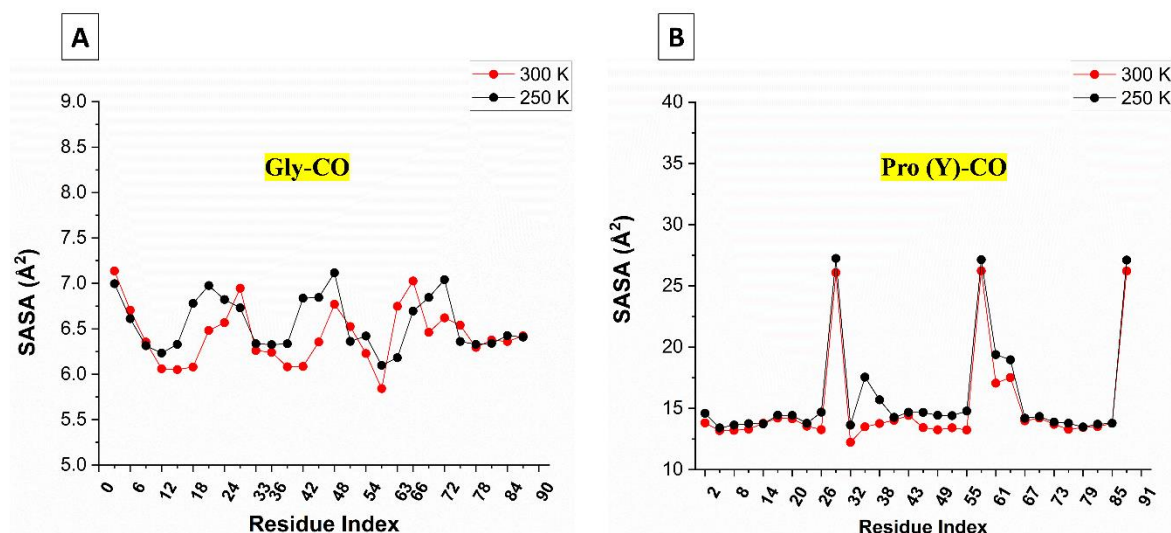 A
300 K
250 K
Gly-CO
SASA (Å²)
9.0
8.5
8.0
7.5
7.0
6.5
6.0
5.5
5.0
0 6 12 18 24 33 36 42 48 54 63 66 72 78 84 90
Residue Index
B
300 K
250 K
Pro (Y)-CO
SASA (Å²)
40
35
30
25
20
15
10
2 8 14 20 26 32 38 43 49 55 61 67 73 79 85 91
Residue Index